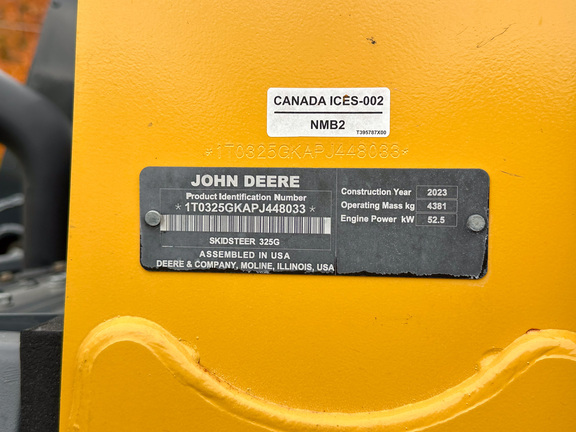 CANADA ICES-002
NMB2
T395787X00
*1T0325GKAPJ448033*
JOHN DEERE
Product Identification Number
*1T0325GKAPJ448033*
SKIDSTEER 325G
ASSEMBLED IN USA
DEERE & COMPANY, MOLINE, ILLINOIS, USA
Construction Year 2023
Operating Mass kg 4381
Engine Power kW 52.5